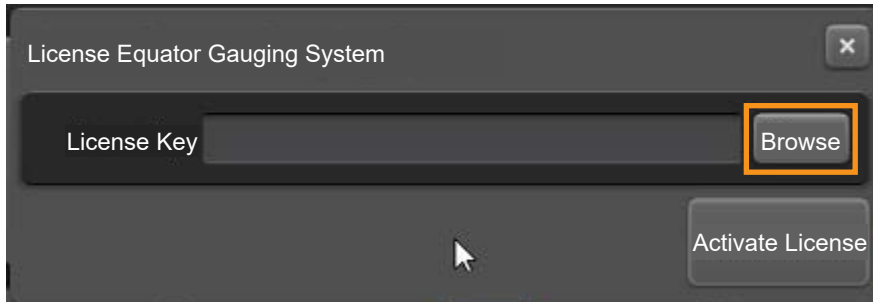 License Equator Gauging System
License Key
Browse
Activate License